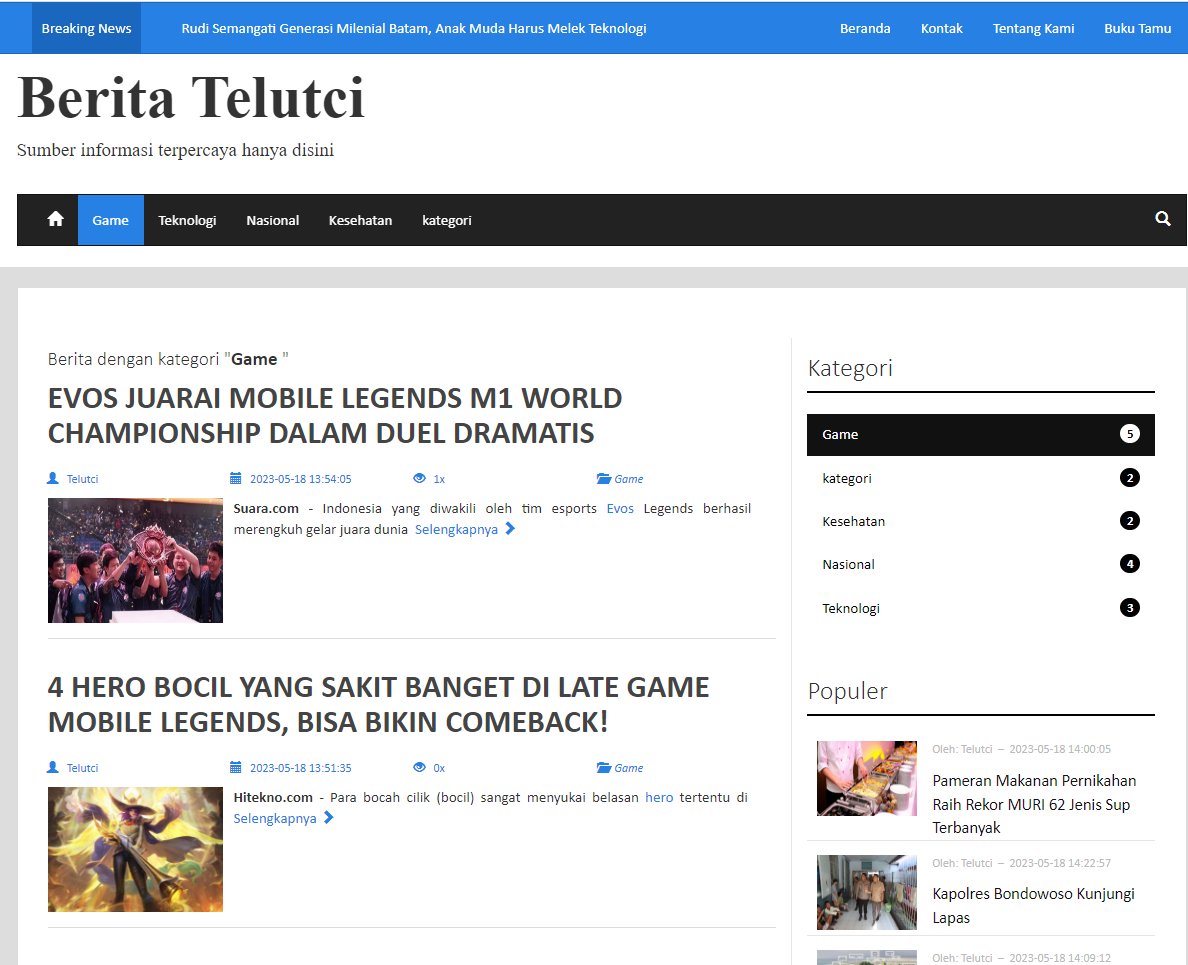 Breaking News
Rudi Semangati Generasi Milenial Batam, Anak Muda Harus Melek Teknologi
Beranda
Kontak
Tentang Kami
Buku Tamu
Berita Telutci
Sumber informasi terpercaya hanya disini
Game
Teknologi
Nasional
Kesehatan
kategori
Berita dengan kategori "Game "
EVOS JUARAI MOBILE LEGENDS M1 WORLD
CHAMPIONSHIP DALAM DUEL DRAMATIS
Telutci
2023-05-18 13:54:05
1x
Game
Suara.com - Indonesia yang diwakili oleh tim esports Evos Legends berhasil
merengkuh gelar juara dunia Selengkapnya
4 HERO BOCIL YANG SAKIT BANGET DI LATE GAME
MOBILE LEGENDS, BISA BIKIN COMEBACK!
Telutci
2023-05-18 13:51:35
0x
Game
Hitekno.com - Para bocah cilik (bocil) sangat menyukai belasan hero tertentu di
Selengkapnya
Kategori
Game 5
kategori 2
Kesehatan 2
Nasional 4
Teknologi 3
Populer
Oleh: Telutci – 2023-05-18 14:00:05
Pameran Makanan Pernikahan
Raih Rekor MURI 62 Jenis Sup
Terbanyak
Oleh: Telutci – 2023-05-18 14:22:57
Kapolres Bondowoso Kunjungi
Lapas
Oleh: Telutci – 2023-05-18 14:09:12